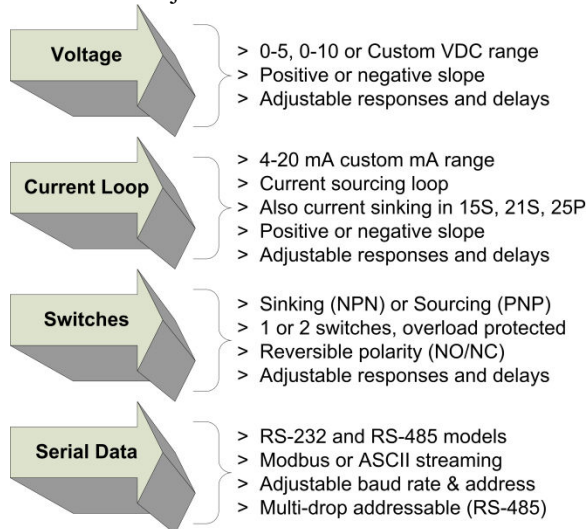 Voltage
> 0-5, 0-10 or Custom VDC range
> Positive or negative slope
> Adjustable responses and delays
Current Loop
> 4-20 mA custom mA range
> Current sourcing loop
> Also current sinking in 15S, 21S, 25P
> Positive or negative slope
> Adjustable responses and delays
Switches
> Sinking (NPN) or Sourcing (PNP)
> 1 or 2 switches, overload protected
> Reversible polarity (NO/NC)
> Adjustable responses and delays
Serial Data
> RS-232 and RS-485 models
> Modbus or ASCII streaming
> Adjustable baud rate & address
> Multi-drop addressable (RS-485)